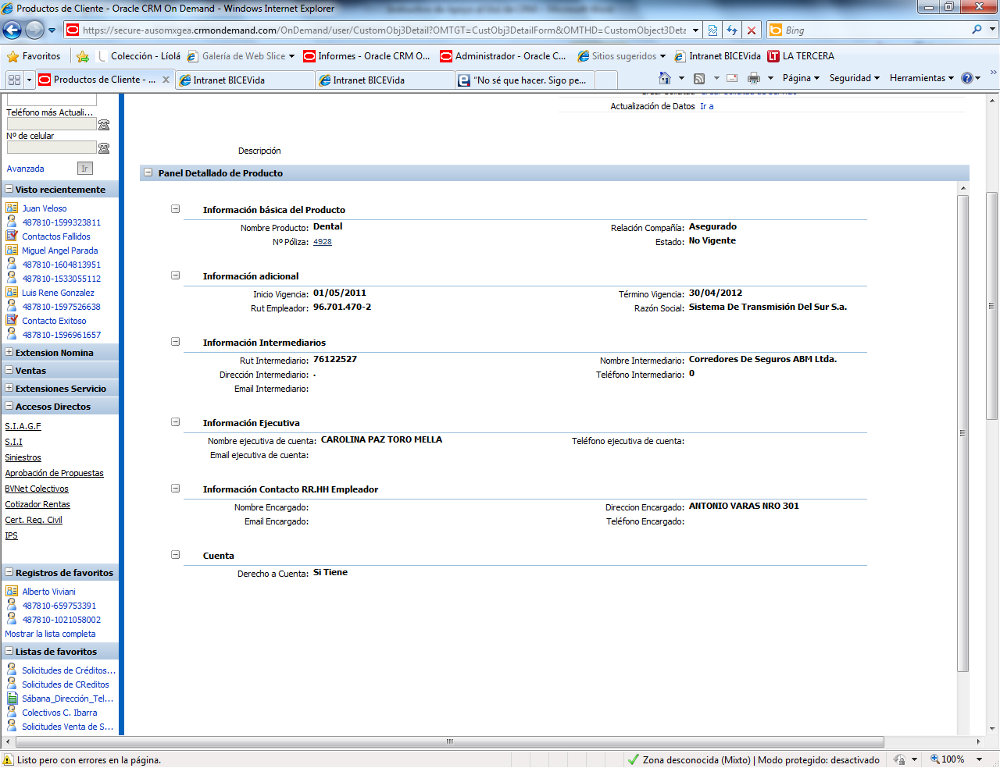 Productos de Cliente - Oracle CRM On Demand - Windows Internet Explorer
https://secure-ausomxgea.crmondemand.com/OnDemand/user/CustomObj3Detail?OMTGT=CustObj3DetailForm&OMTHD=CustomObject3Deta
Bing
Favoritos
Colección - Líolá
Galería de Web Slice
Informes - Oracle CRM O...
Administrador - Oracle C...
Sitios sugeridos
Intranet BICEVida
LT LA TERCERA
Productos de Cliente - ...
Intranet BICEVida
Intranet BICEVida
“No sé que hacer. Sigo pe...
Página
Seguridad
Herramientas
Teléfono más Actuali...
Nº de celular
Avanzada
Ir
Visto recientemente
Juan Veloso
487810-1599323811
Contactos Fallidos
Miguel Angel Parada
487810-1604813951
487810-1533055112
Luis Rene Gonzalez
487810-1597526638
Contacto Exitoso
487810-1596961657
Extension Nomina
Ventas
Extensiones Servicio
Accesos Directos
S.I.A.G.F
S.I.I
Siniestros
Aprobación de Propuestas
BVNet Colectivos
Cotizador Rentas
Cert. Reg. Civil
IPS
Registros de favoritos
Alberto Viviani
487810-659753391
487810-1021058002
Mostrar la lista completa
Listas de favoritos
Solicitudes de Créditos...
Solicitudes de CReditos
Sábana_Dirección_Tel...
Colectivos C. Ibarra
Solicitudes Venta de S...
Actualización de Datos Ir a
Descripción
Panel Detallado de Producto
Información básica del Producto
Nombre Producto: Dental
Relación Compañía: Asegurado
Nº Póliza: 4928
Estado: No Vigente
Información adicional
Inicio Vigencia: 01/05/2011
Término Vigencia: 30/04/2012
Rut Empleador: 96.701.470-2
Razón Social: Sistema De Transmisión Del Sur S.a.
Información Intermediarios
Rut Intermediario: 76122527
Nombre Intermediario: Corredores De Seguros ABM Ltda.
Dirección Intermediario: .
Teléfono Intermediario: 0
Email Intermediario:
Información Ejecutiva
Nombre ejecutiva de cuenta: CAROLINA PAZ TORO MELLA
Teléfono ejecutiva de cuenta:
Email ejecutiva de cuenta:
Información Contacto RR.HH Empleador
Nombre Encargado:
Direccion Encargado: ANTONIO VARAS NRO 301
Email Encargado:
Teléfono Encargado:
Cuenta
Derecho a Cuenta: Si Tiene
Listo pero con errores en la página.
Zona desconocida (Mixto) | Modo protegido: desactivado
100%